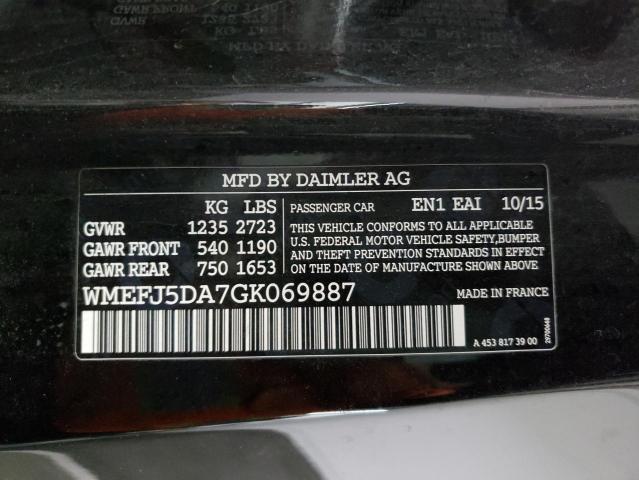 MFD BY DAIMLER AG
KG LBS PASSENGER CAR EN1 EAI 10/15
GVWR 1235 2723
GAWR FRONT 540 1190
GAWR REAR 750 1653
THIS VEHICLE CONFORMS TO ALL APPLICABLE
U.S. FEDERAL MOTOR VEHICLE SAFETY,BUMPER
AND THEFT PREVENTION STANDARDS IN EFFECT
ON THE DATE OF MANUFACTURE SHOWN ABOVE.
WMEFJ5DA7GK069887 MADE IN FRANCE
A 453 817 39 00
29700648